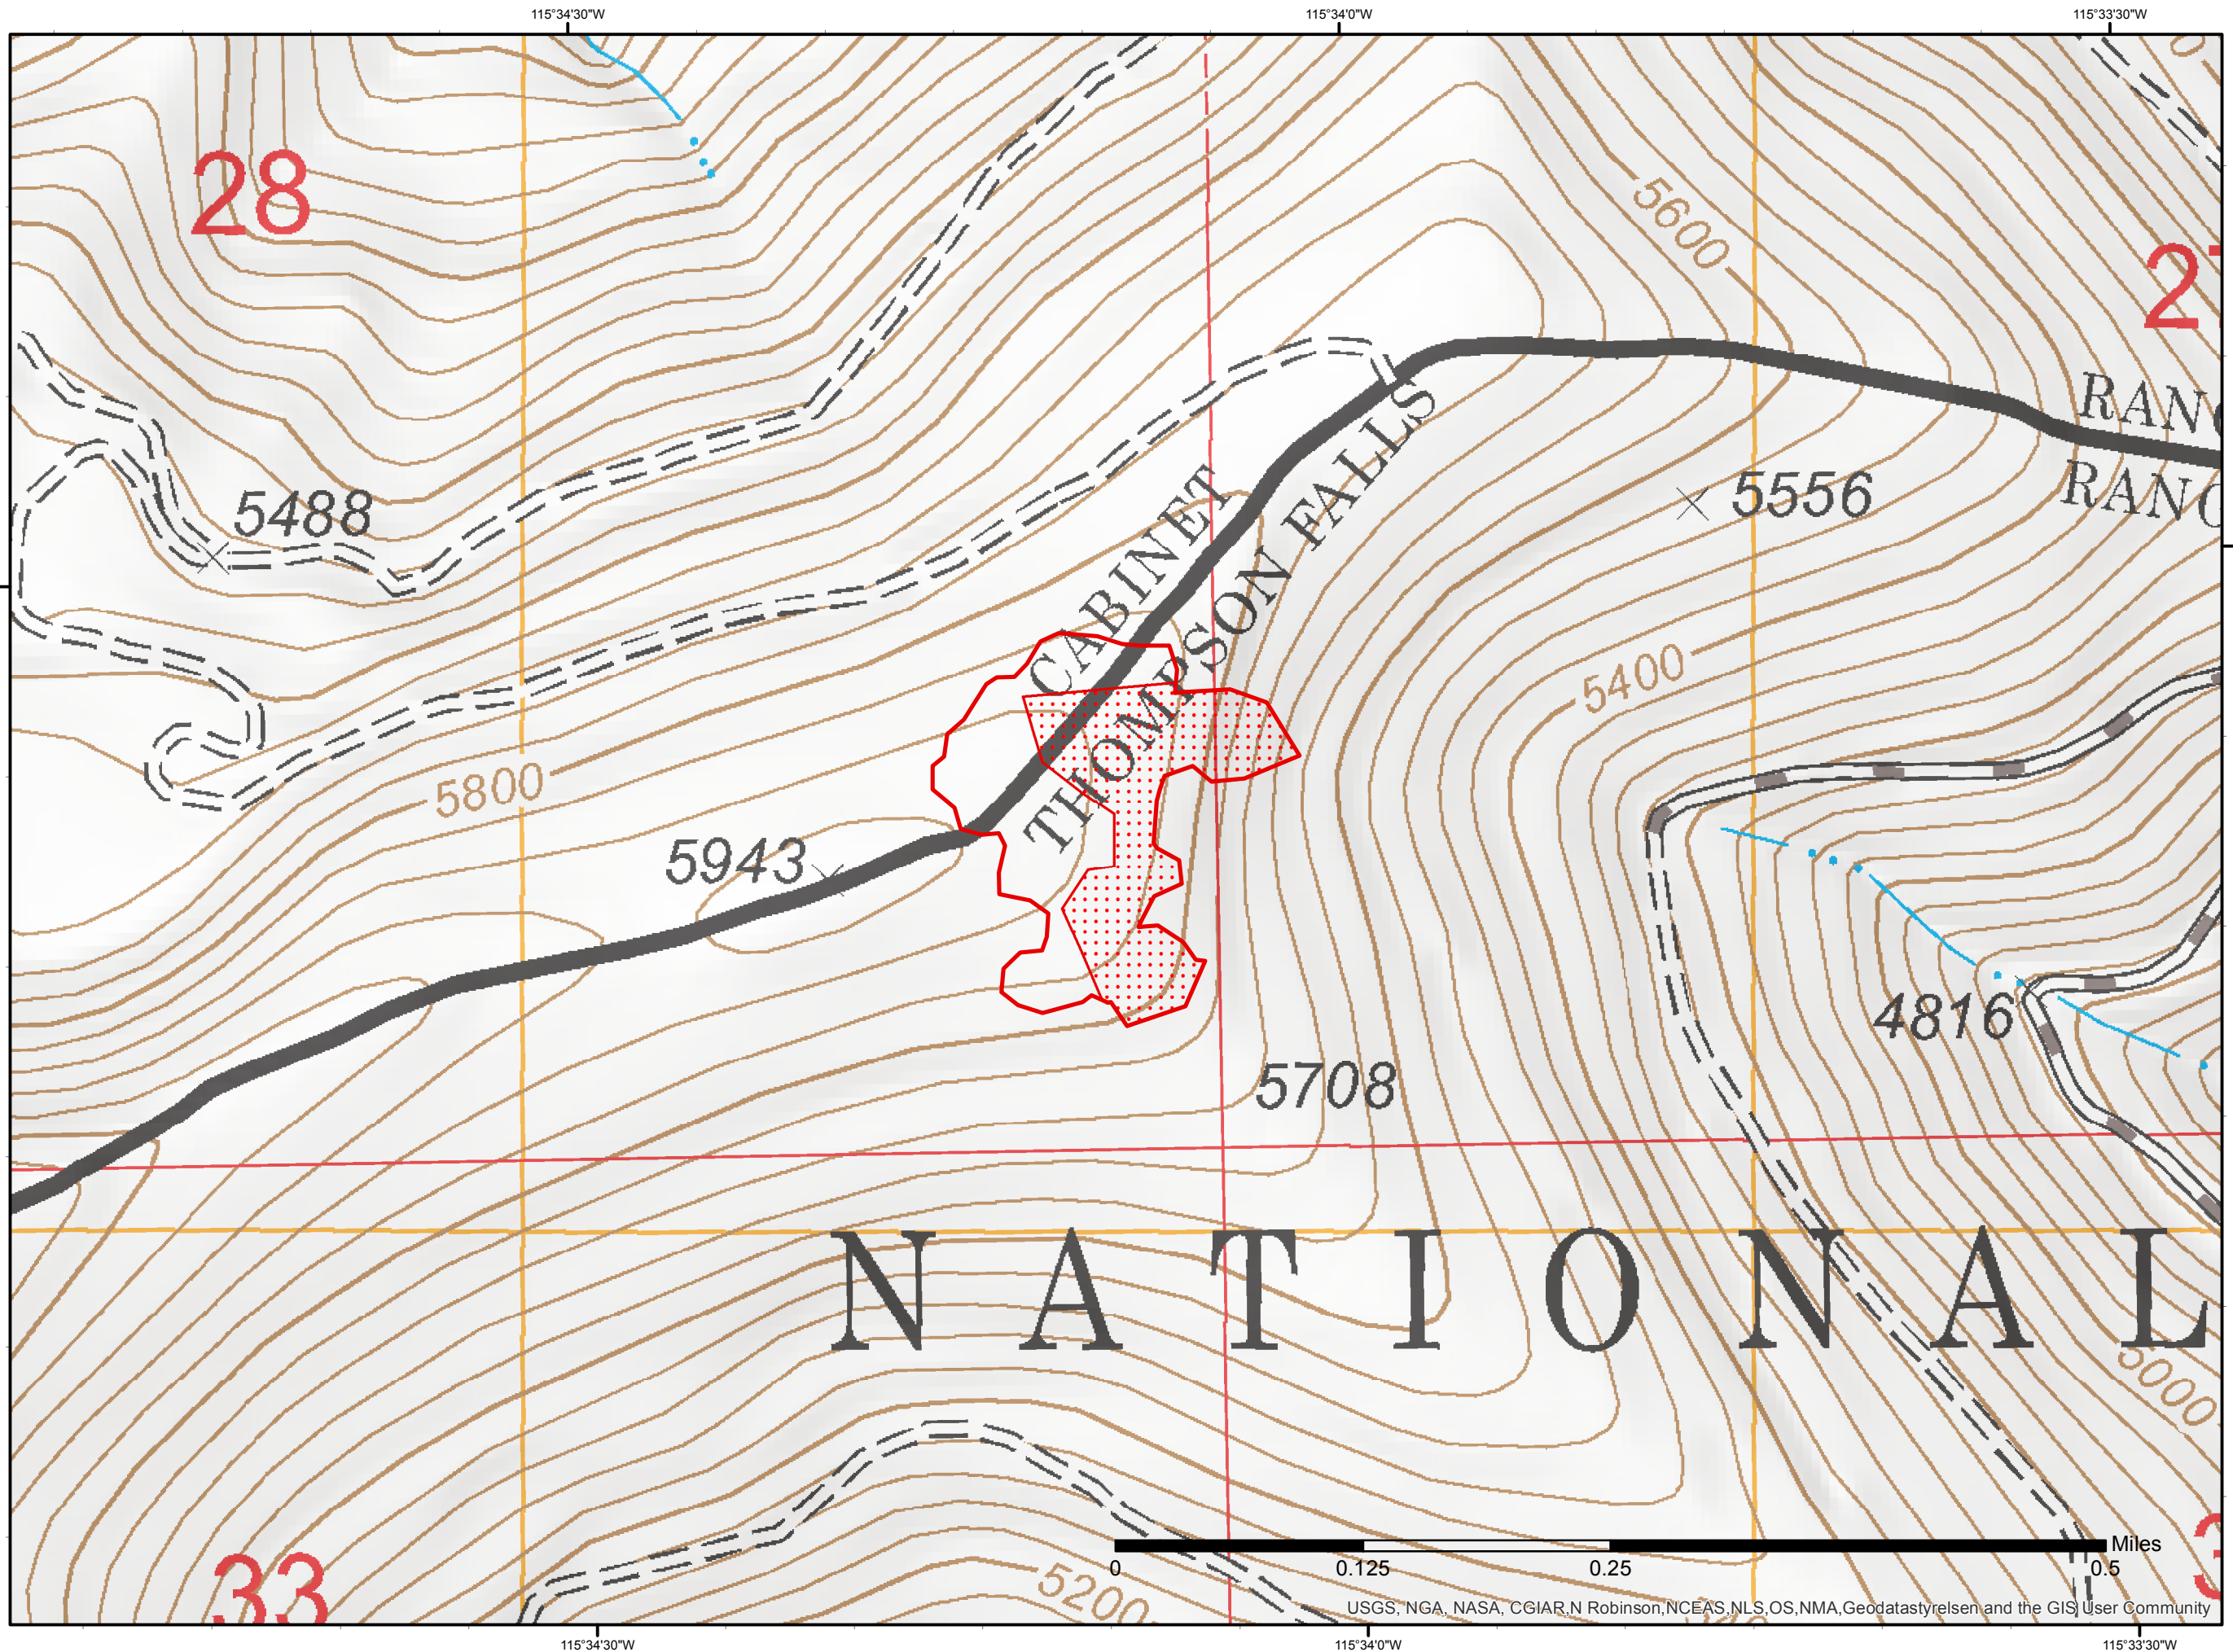 115°34'30"W 115°34'0"W 115°33'30"W
28
5600
5488
CABINET
THOMPSON FALLS
5556
5400
5800
5943
4816
5708
NATIONAL
5000
33
5200
Miles
0 0.125 0.25 0.5
USGS, NGA, NASA, CGIAR,N Robinson,NCEAS,NLS,OS,NMA,Geodatastyrelsen and the GIS User Community
115°34'30"W 115°34'0"W 115°33'30"W